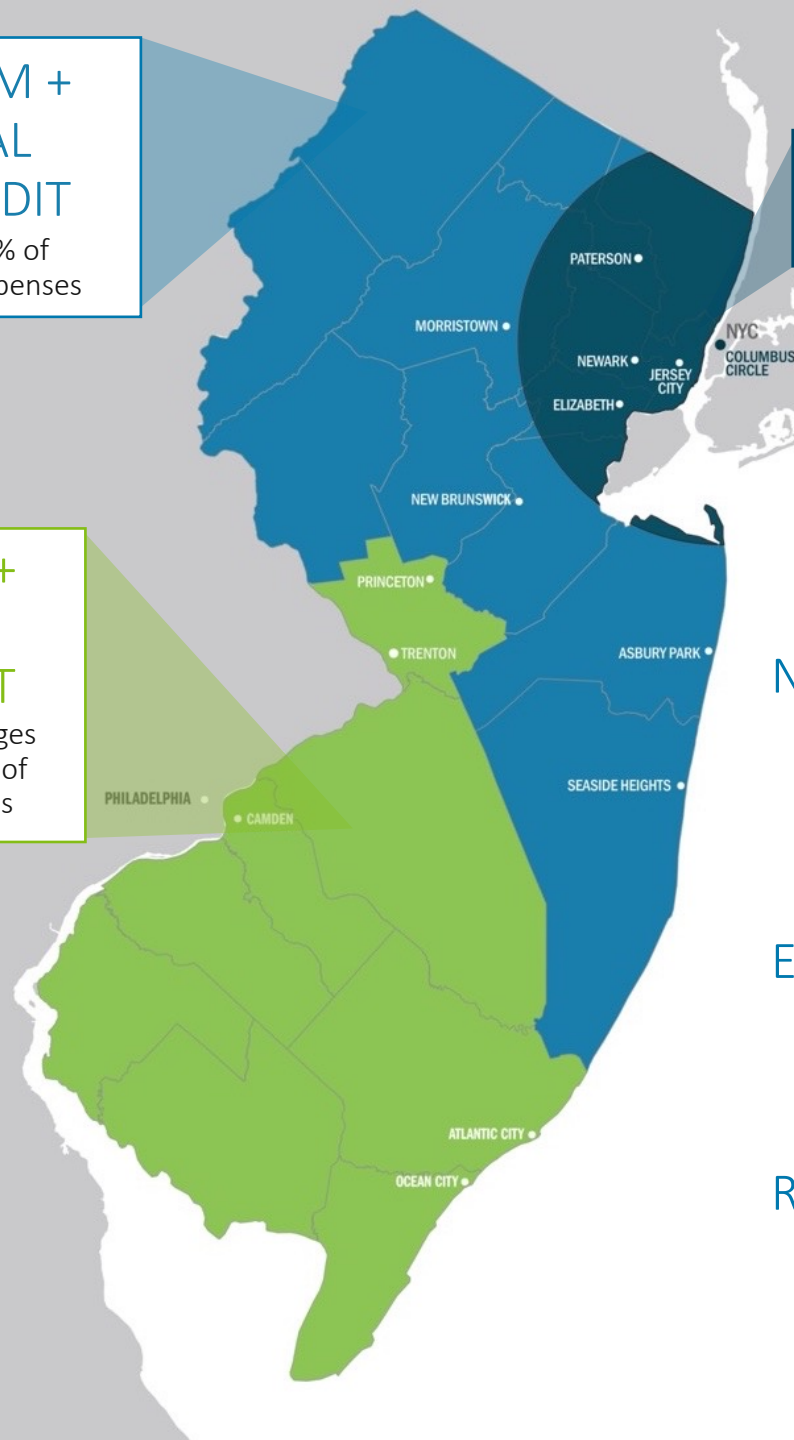 M +
AL
DIT
% of
penses
PATERSON
MORRISTOWN
NYC
COLUMBUS
CIRCLE
NEWARK
JERSEY
CITY
ELIZABETH
NEW BRUNSWICK
+
T
ges
of
s
PRINCETON
TRENTON
ASBURY PARK
N
SEASIDE HEIGHTS
PHILADELPHIA
CAMDEN
E
ATLANTIC CITY
OCEAN CITY
R